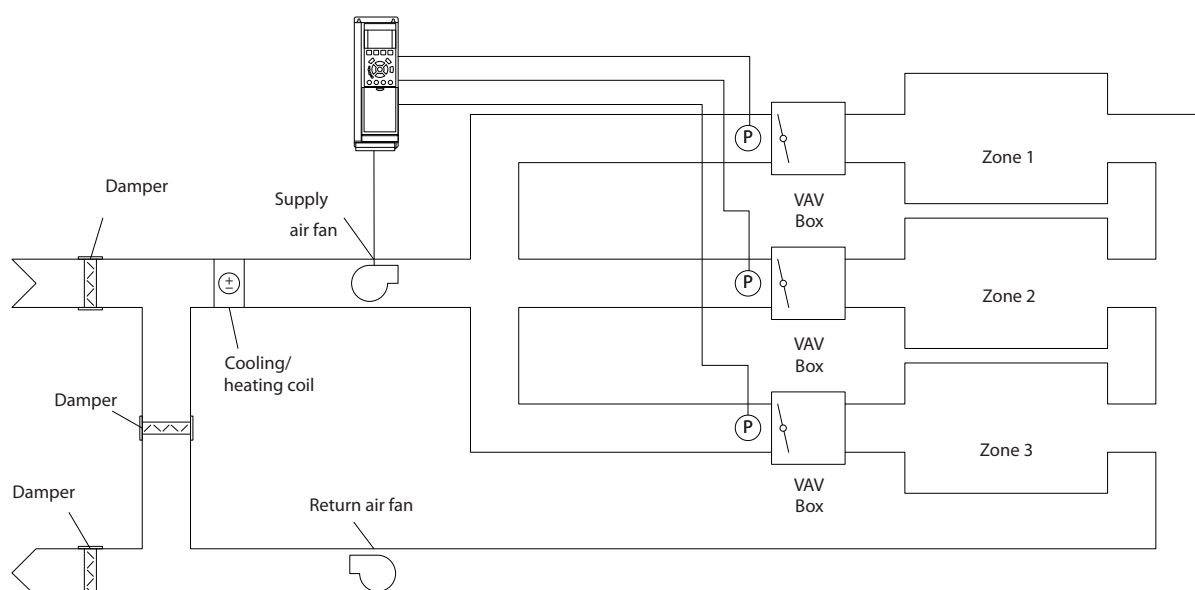 Damper
Supply
air fan
P
VAV
Box
Zone 1
±
P
VAV
Box
Zone 2
Cooling/
heating coil
Damper
P
VAV
Box
Zone 3
Damper
Return air fan